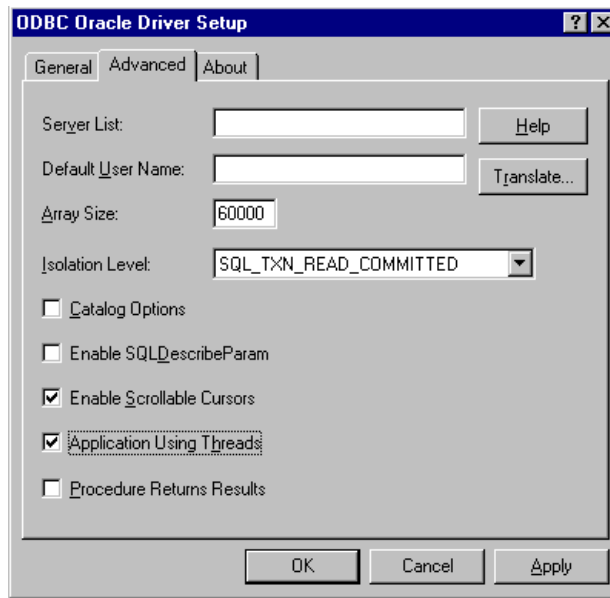 ODBC Oracle Driver Setup
General Advanced About
Server List: Help
Default User Name: Translate...
Array Size: 60000
Isolation Level: SQL_TXN_READ_COMMITTED
Catalog Options
Enable SQLDescribeParam
Enable Scrollable Cursors
Application Using Threads
Procedure Returns Results
OK Cancel Apply